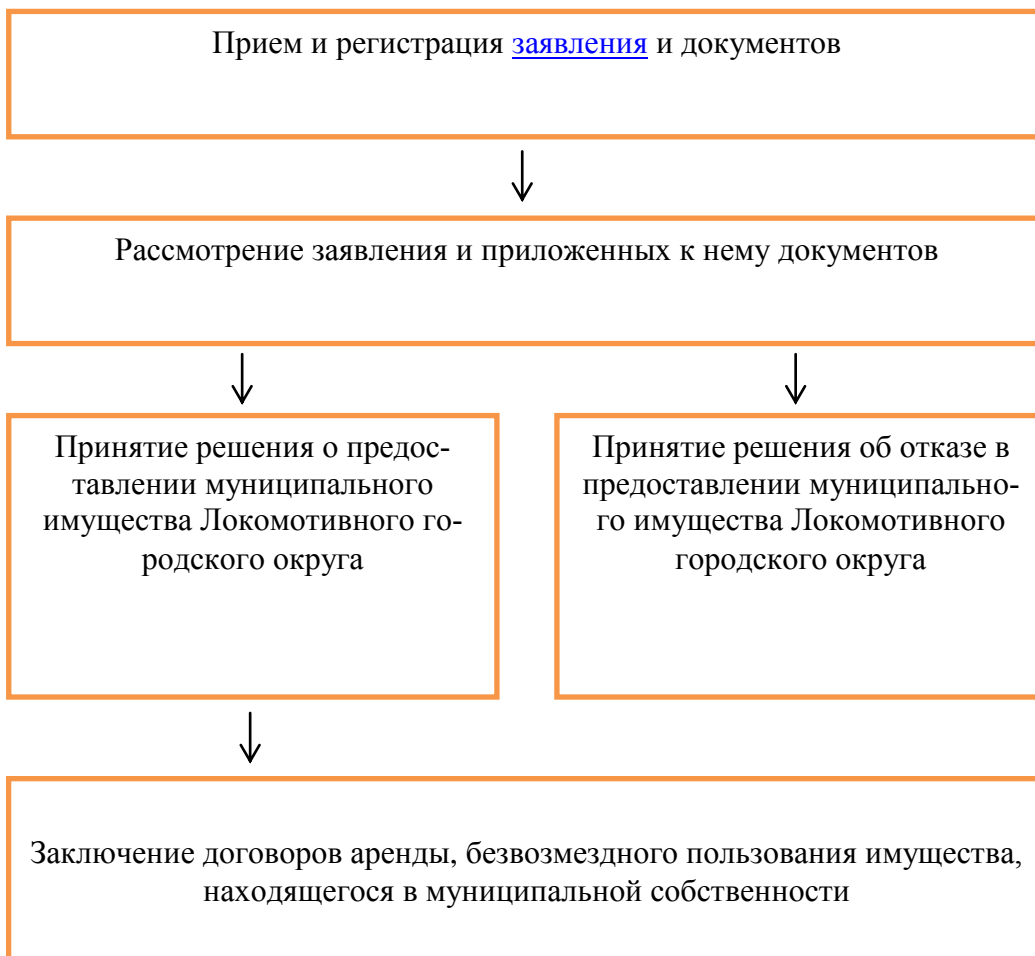 Прием и регистрация заявления и документов
Рассмотрение заявления и приложенных к нему документов
Принятие решения о предос-
тавлении муниципального
имущества Локомотивного го-
родского округа
Принятие решения об отказе в
предоставлении муниципально-
го имущества Локомотивного
городского округа
Заключение договоров аренды, безвозмездного пользования имущества,
находящегося в муниципальной собственности